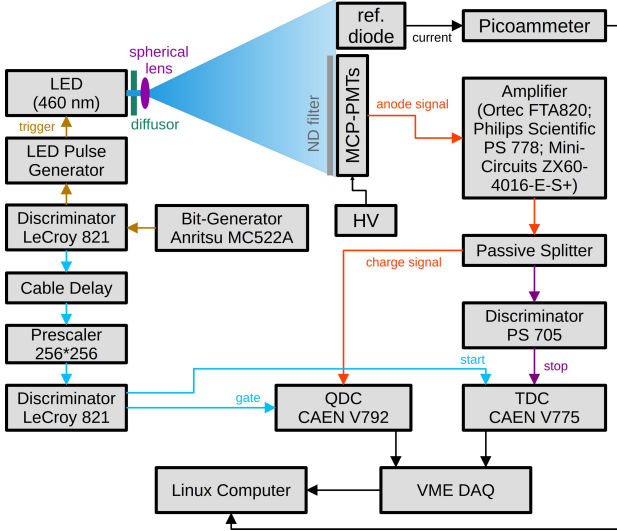 ref.
diode
current
Picoammeter
spherical
lens
LED
(460 nm)
diffusor
ND filter
MCP-PMTs
anode signal
Amplifier
(Ortec FTA820;
Philips Scientific
PS 778; Mini-
Circuits ZX60-
4016-E-S+)
trigger
LED Pulse
Generator
Discriminator
LeCroy 821
Bit-Generator
Anritsu MC522A
HV
charge signal
Passive Splitter
Cable Delay
Discriminator
PS 705
Prescaler
256*256
start
stop
Discriminator
LeCroy 821
gate
QDC
CAEN V792
TDC
CAEN V775
Linux Computer
VME DAQ